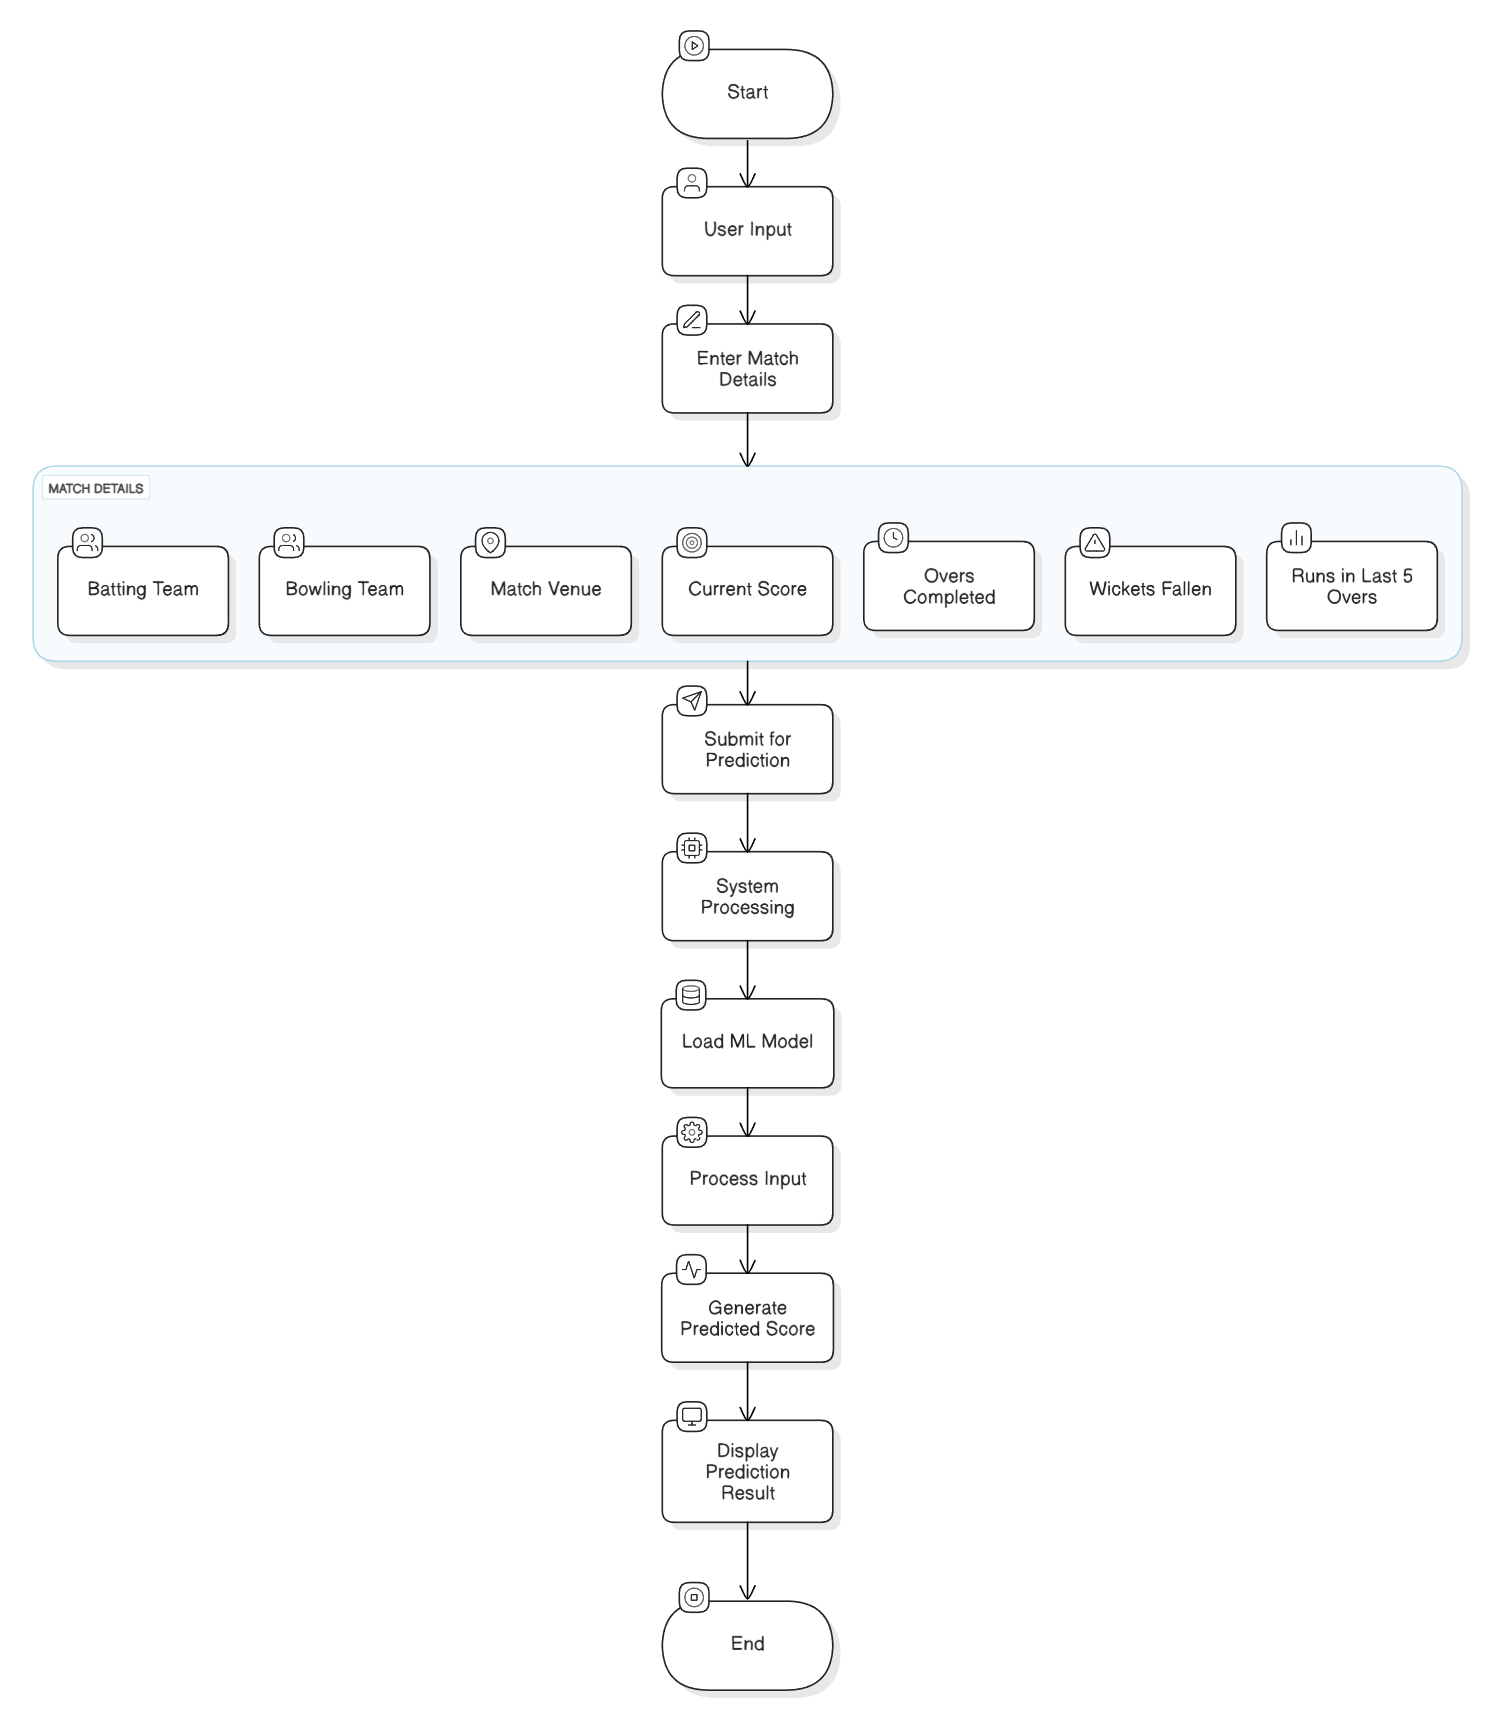 Start
User Input
Enter Match
Details
MATCH DETAILS
Batting Team
Bowling Team
Match Venue
Current Score
Overs
Completed
Wickets Fallen
Runs in Last 5
Overs
Submit for
Prediction
System
Processing
Load ML Model
Process Input
Generate
Predicted Score
Display
Prediction
Result
End